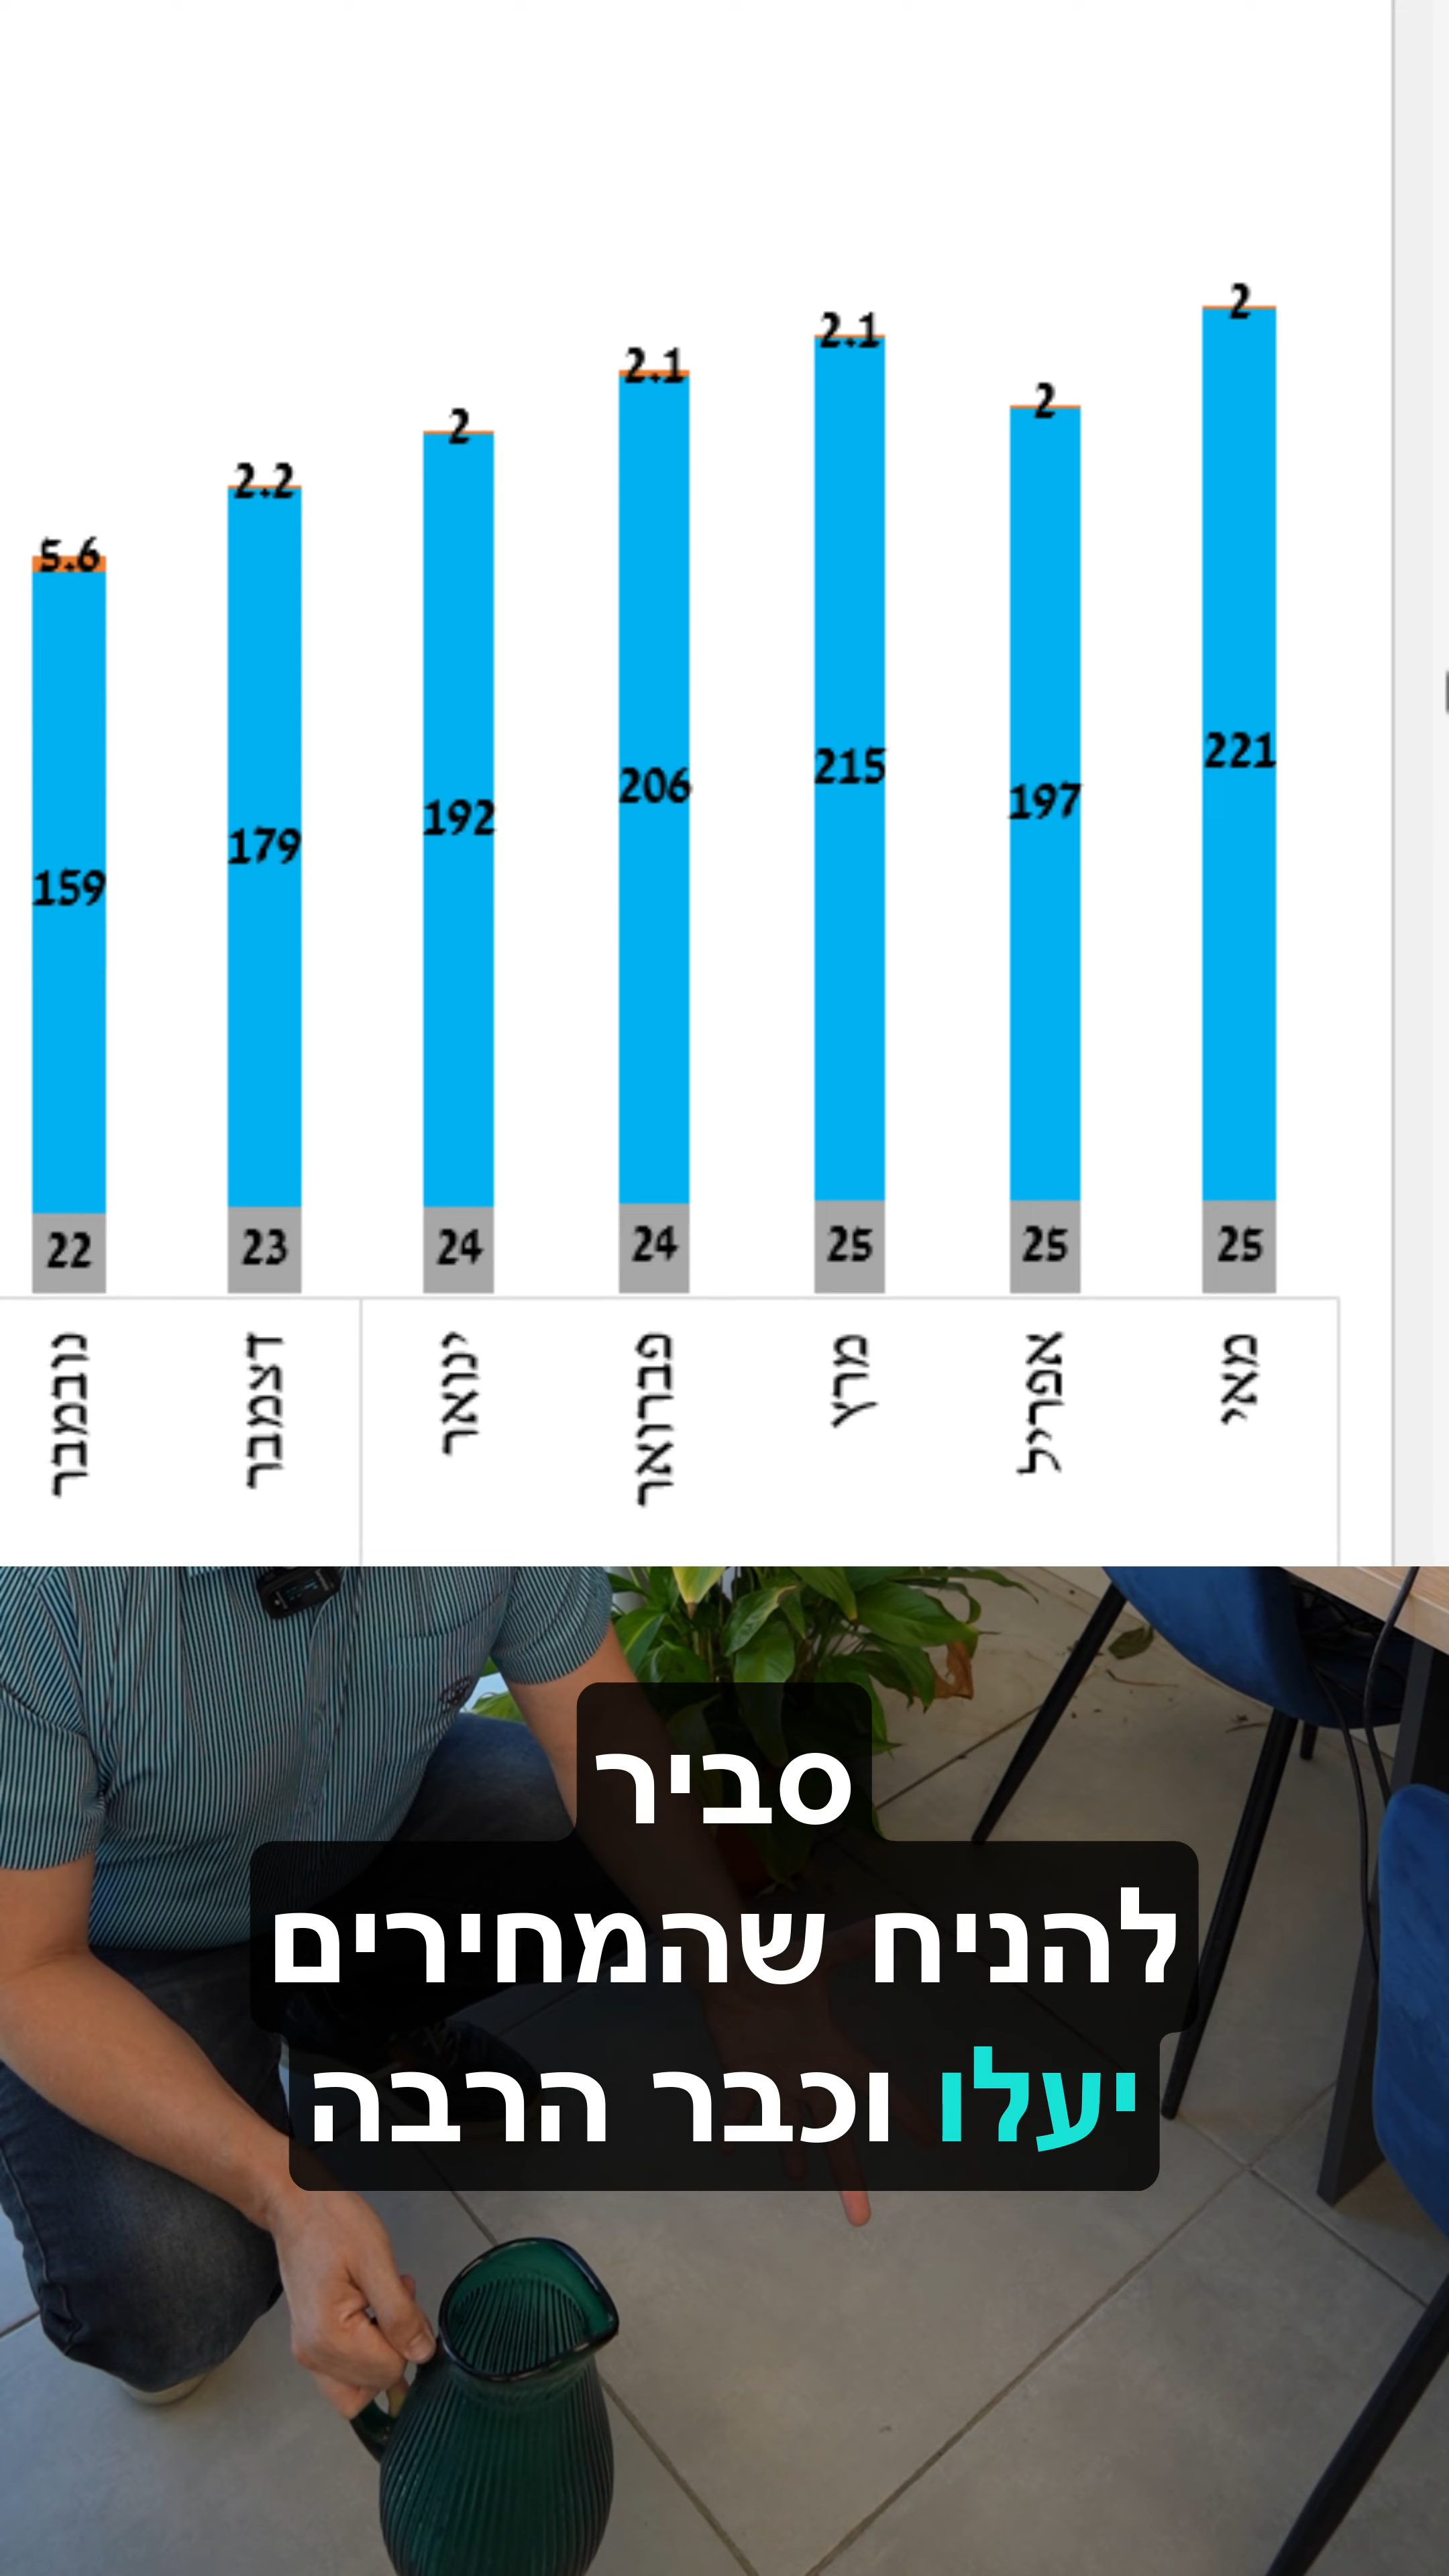 5.6
2.2
2
2.1
2.1
2
2
159
179
192
206
215
197
221
22
23
24
24
25
25
25
נובמבר
דצמבר
ינואר
פברואר
מרץ
אפריל
מאי
סביר
להניח שהמחירים
יעלו וכבר הרבה